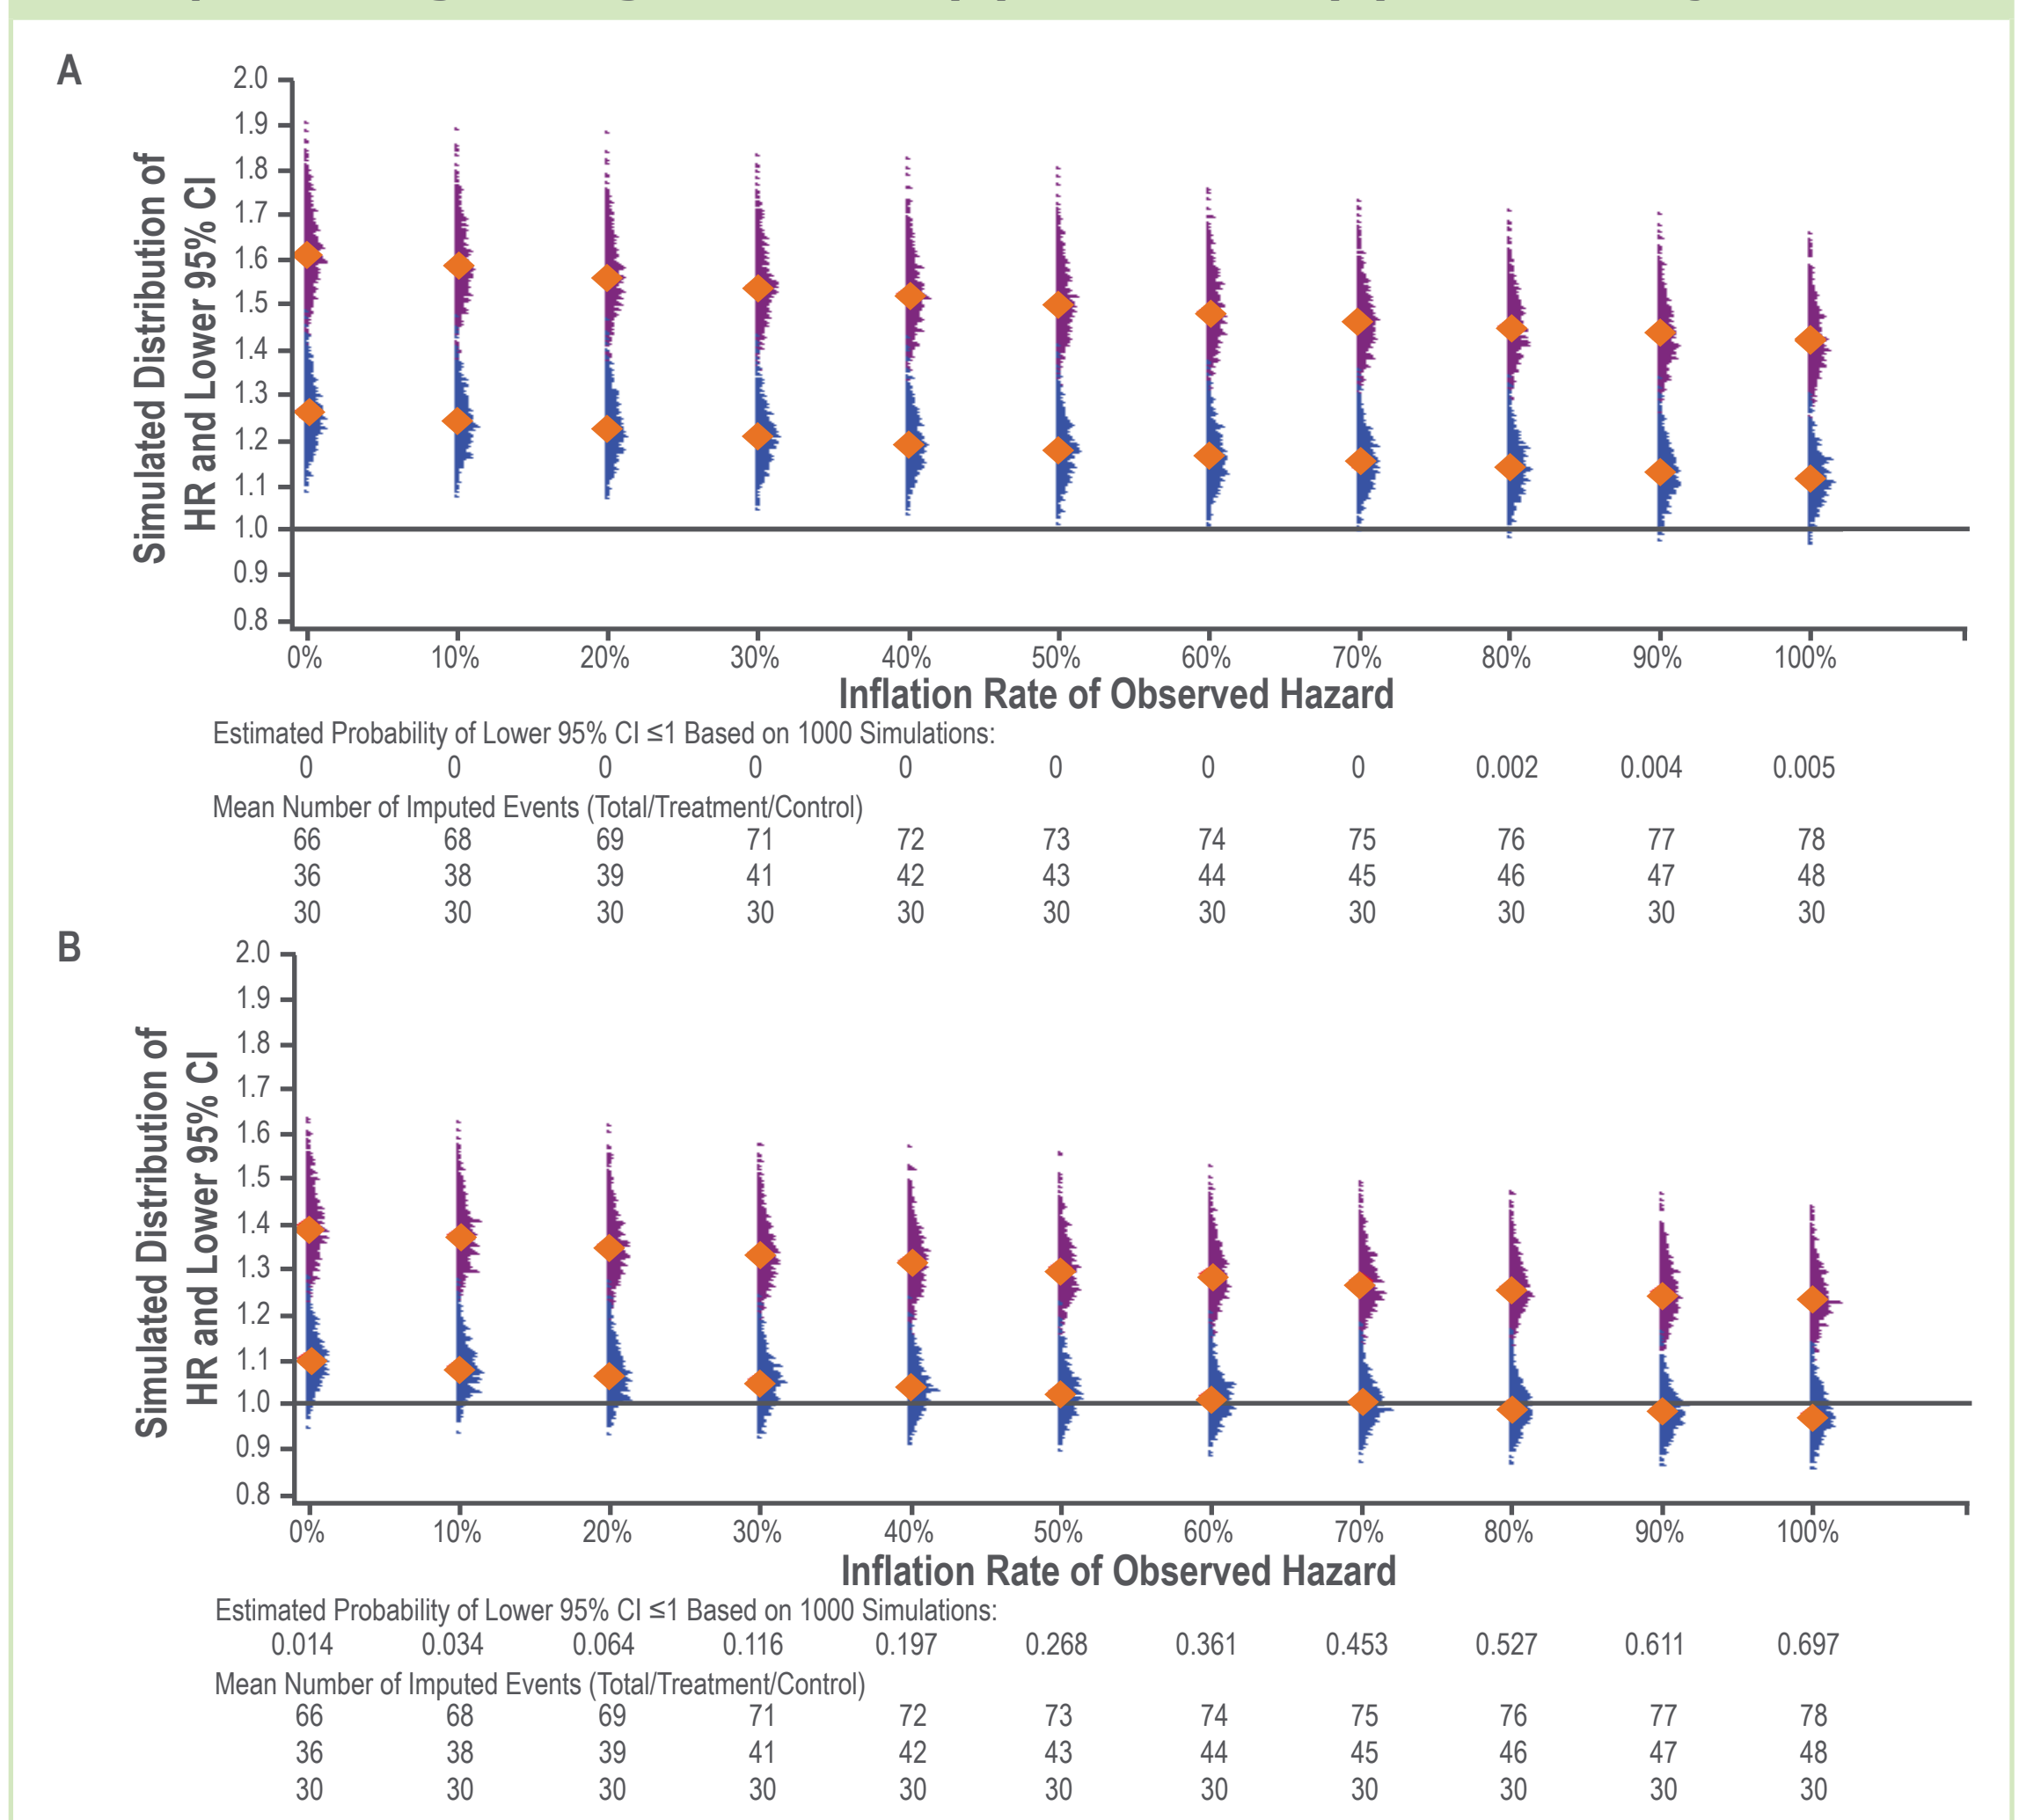 A
2.0
1.9
1.8
1.7
1.6
1.5
1.4
1.3
1.2
1.1
1.0
0.9
0.8
Simulated Distribution of
HR and Lower 95% CI
0% 10% 20% 30% 40% 50% 60% 70% 80% 90% 100%
Inflation Rate of Observed Hazard
Estimated Probability of Lower 95% CI ≤1 Based on 1000 Simulations:
0 0 0 0 0 0 0 0 0.002 0.004 0.005
Mean Number of Imputed Events (Total/Treatment/Control)
66 68 69 71 72 73 74 75 76 77 78
36 38 39 41 42 43 44 45 46 47 48
30 30 30 30 30 30 30 30 30 30 30
B
2.0
1.9
1.8
1.7
1.6
1.5
1.4
1.3
1.2
1.1
1.0
0.9
0.8
Simulated Distribution of
HR and Lower 95% CI
0% 10% 20% 30% 40% 50% 60% 70% 80% 90% 100%
Inflation Rate of Observed Hazard
Estimated Probability of Lower 95% CI ≤1 Based on 1000 Simulations:
0.014 0.034 0.064 0.116 0.197 0.268 0.361 0.453 0.527 0.611 0.697
Mean Number of Imputed Events (Total/Treatment/Control)
66 68 69 71 72 73 74 75 76 77 78
36 38 39 41 42 43 44 45 46 47 48
30 30 30 30 30 30 30 30 30 30 30